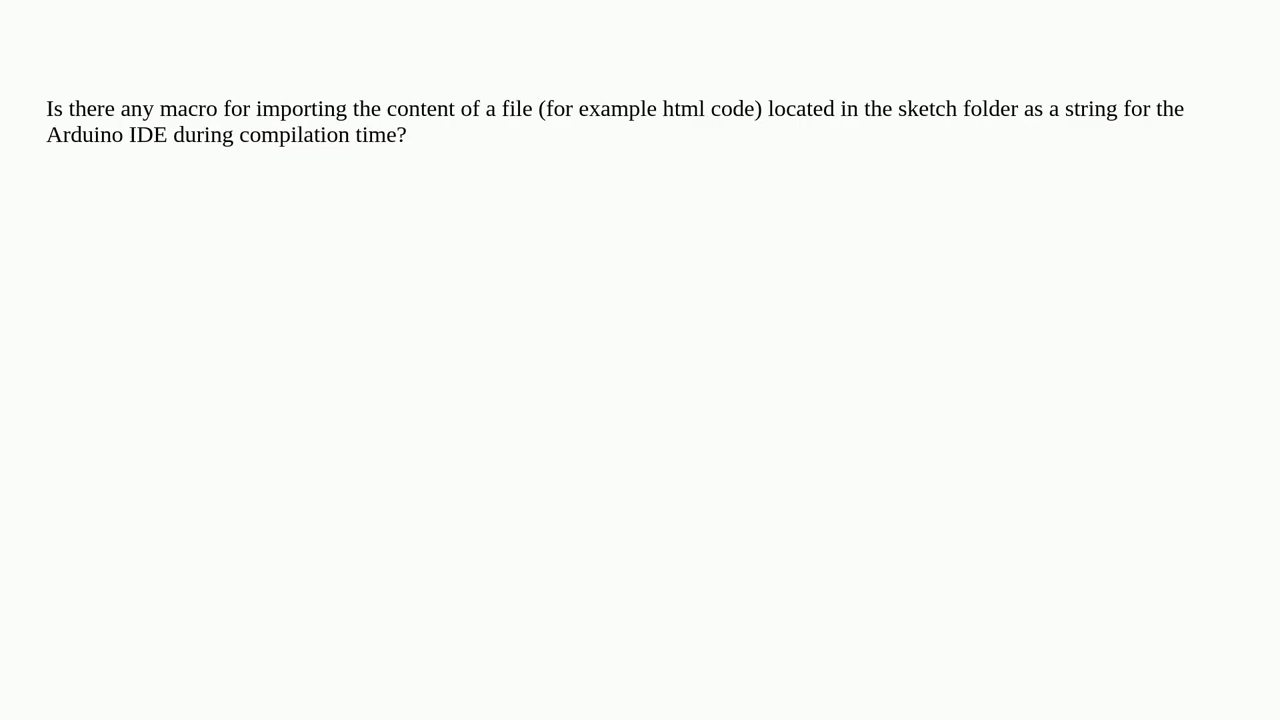 Is there any macro for importing the content of a file (for example html code) located in the sketch folder as a string for the
Arduino IDE during compilation time?